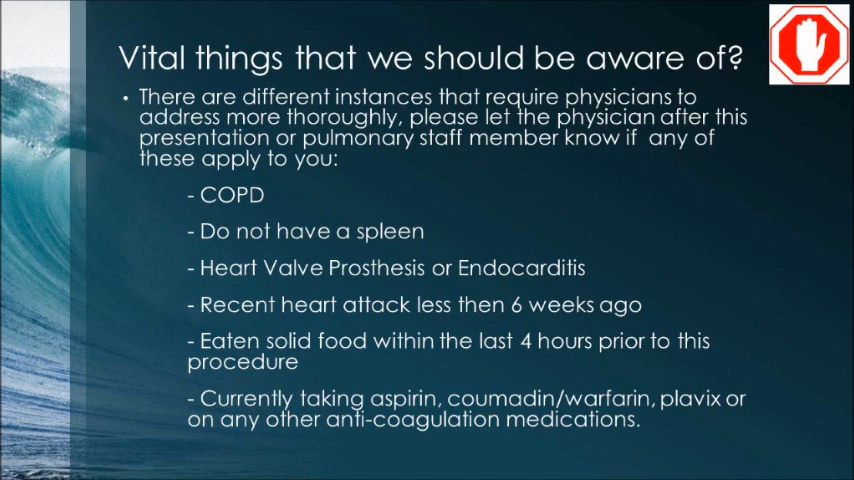 Vital things that we should be aware of?
• There are different instances that require physicians to
address more thoroughly, please let the physician after this
presentation or pulmonary staff member know if any of
these apply to you:
- COPD
- Do not have a spleen
- Heart Valve Prosthesis or Endocarditis
- Recent heart attack less then 6 weeks ago
- Eaten solid food within the last 4 hours prior to this
procedure
- Currently taking aspirin, coumadin/warfarin, plavix or
on any other anti-coagulation medications.